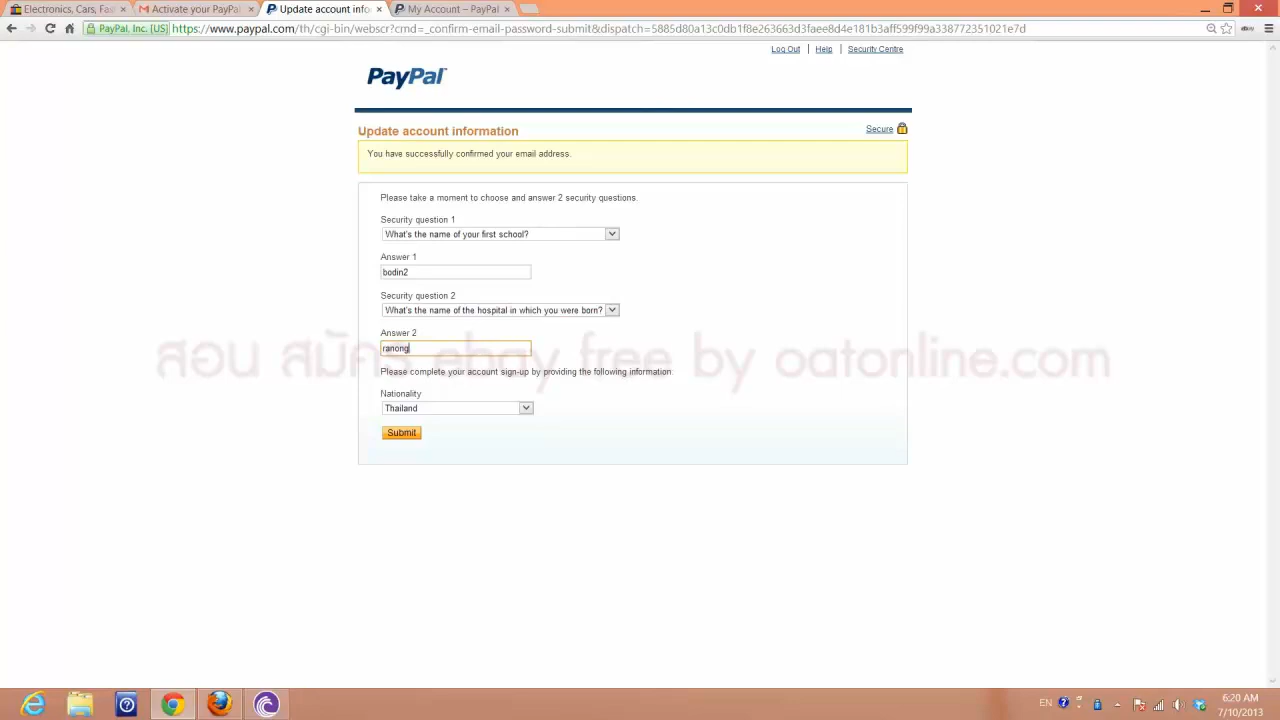 Electronics, Cars, Fas
Activate your PayPal
Update account infor
My Account – PayPal
PayPal, Inc. [US]
https://www.paypal.com/th/cgi-bin/webscr?cmd=_confirm-email-password-submit&dispatch=5885d80a13c0db1f8e263663d3faee8d4e181b3aff599f99a338772351021e7d
Log Out | Help | Security Centre
PayPal
Update account information
Secure
You have successfully confirmed your email address.
Please take a moment to choose and answer 2 security questions.
Security question 1
What's the name of your first school?
Answer 1
bodin2
Security question 2
What's the name of the hospital in which you were born?
Answer 2
ranong
สอน สมัคร ebay free by oatonline.com
Please complete your account sign-up by providing the following information:
Nationality
Thailand
Submit
EN
6:20 AM
7/10/2013